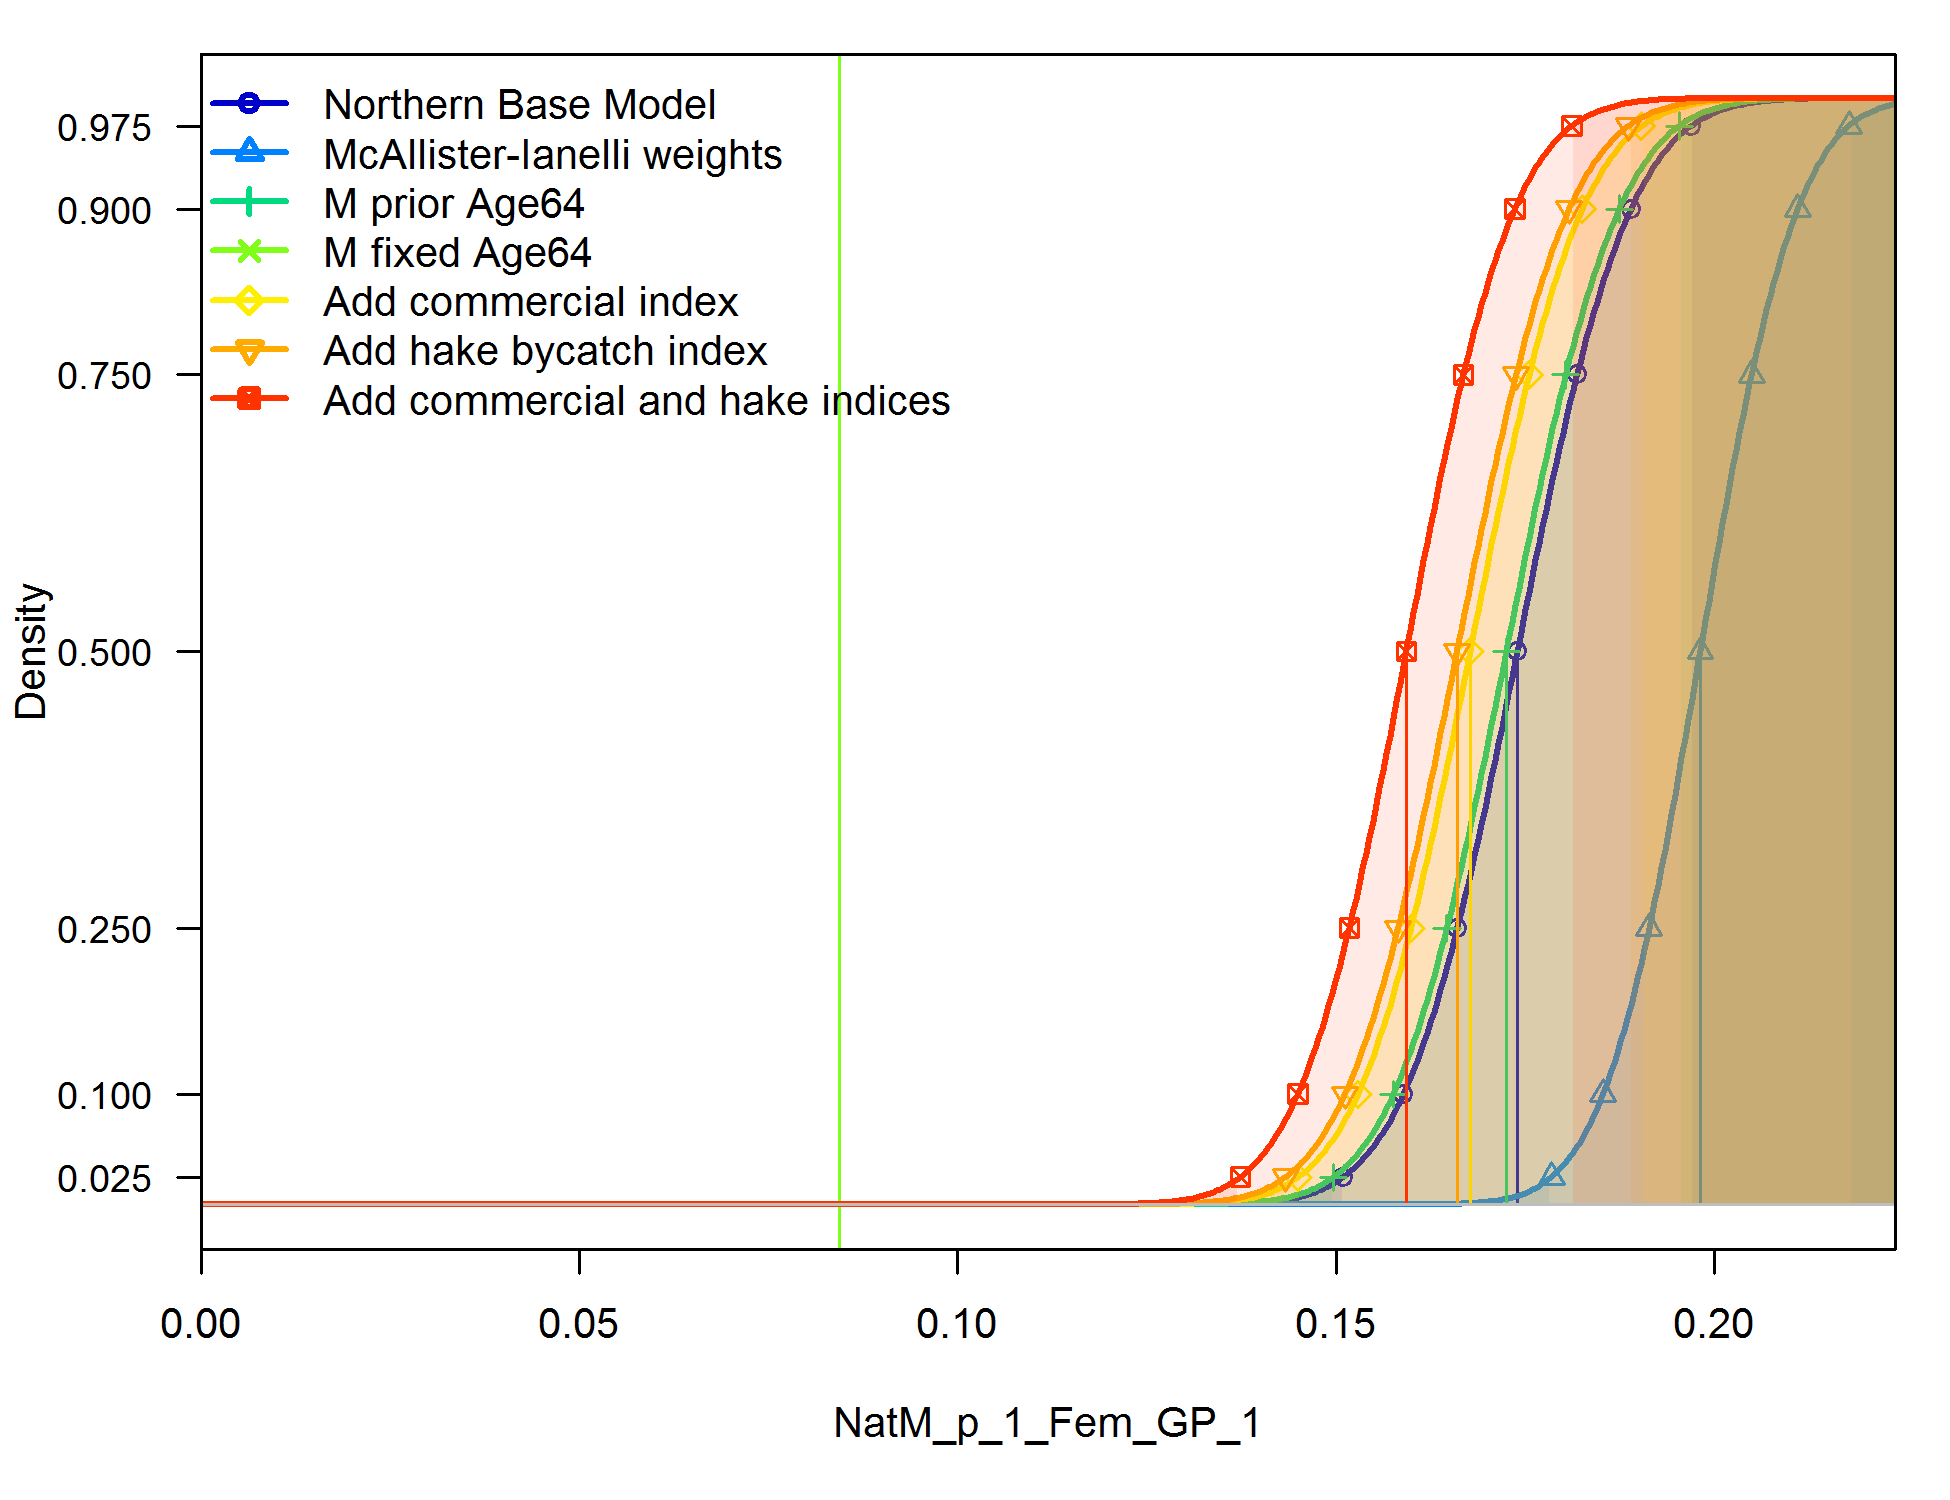 Northern Base Model
McAllister-Ianelli weights
M prior Age64
M fixed Age64
Add commercial index
Add hake bycatch index
Add commercial and hake indices
Density
0.975
0.900
0.750
0.500
0.250
0.100
0.025
0.00 0.05 0.10 0.15 0.20
NatM_p_1_Fem_GP_1